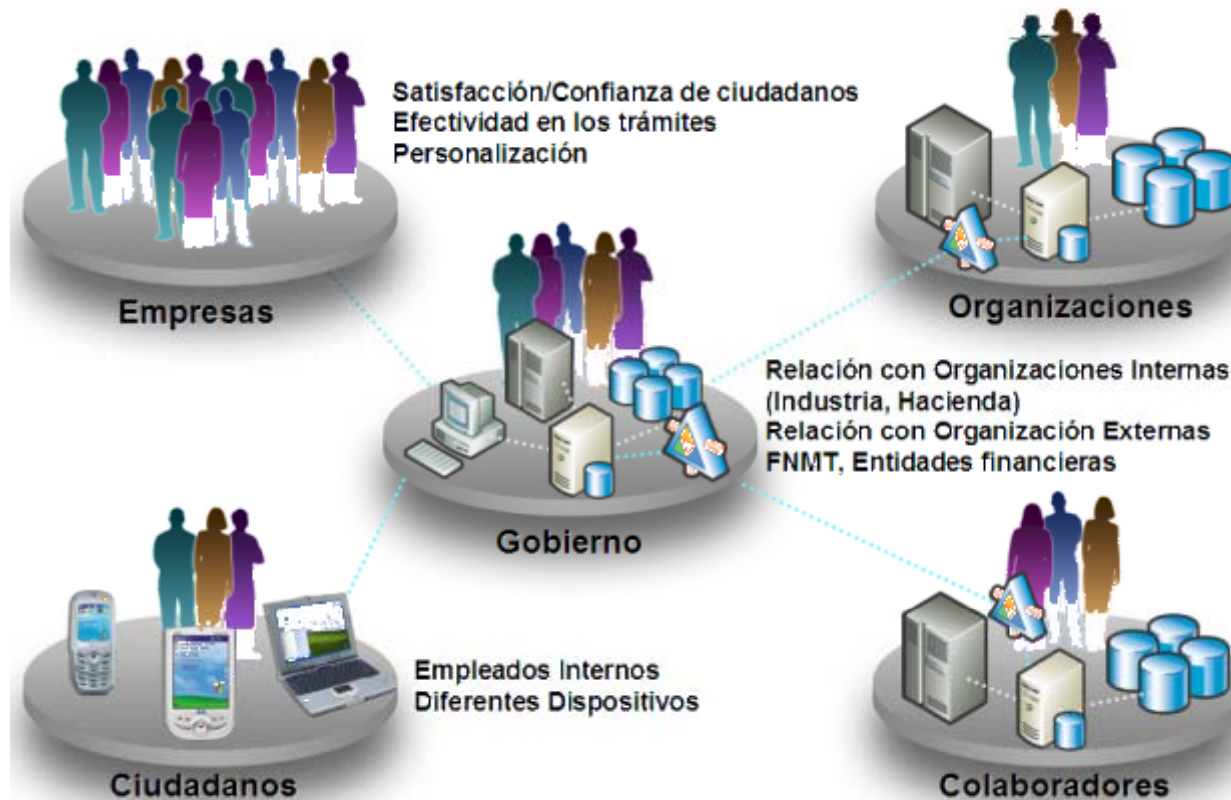 Satisfacción/Confianza de ciudadanos
Efectividad en los trámites
Personalización
Empresas
Organizaciones
Relación con Organizaciones Internas
(Industria, Hacienda)
Relación con Organización Externas
FNMT, Entidades financieras
Gobierno
Empleados Internos
Diferentes Dispositivos
Ciudadanos
Colaboradores